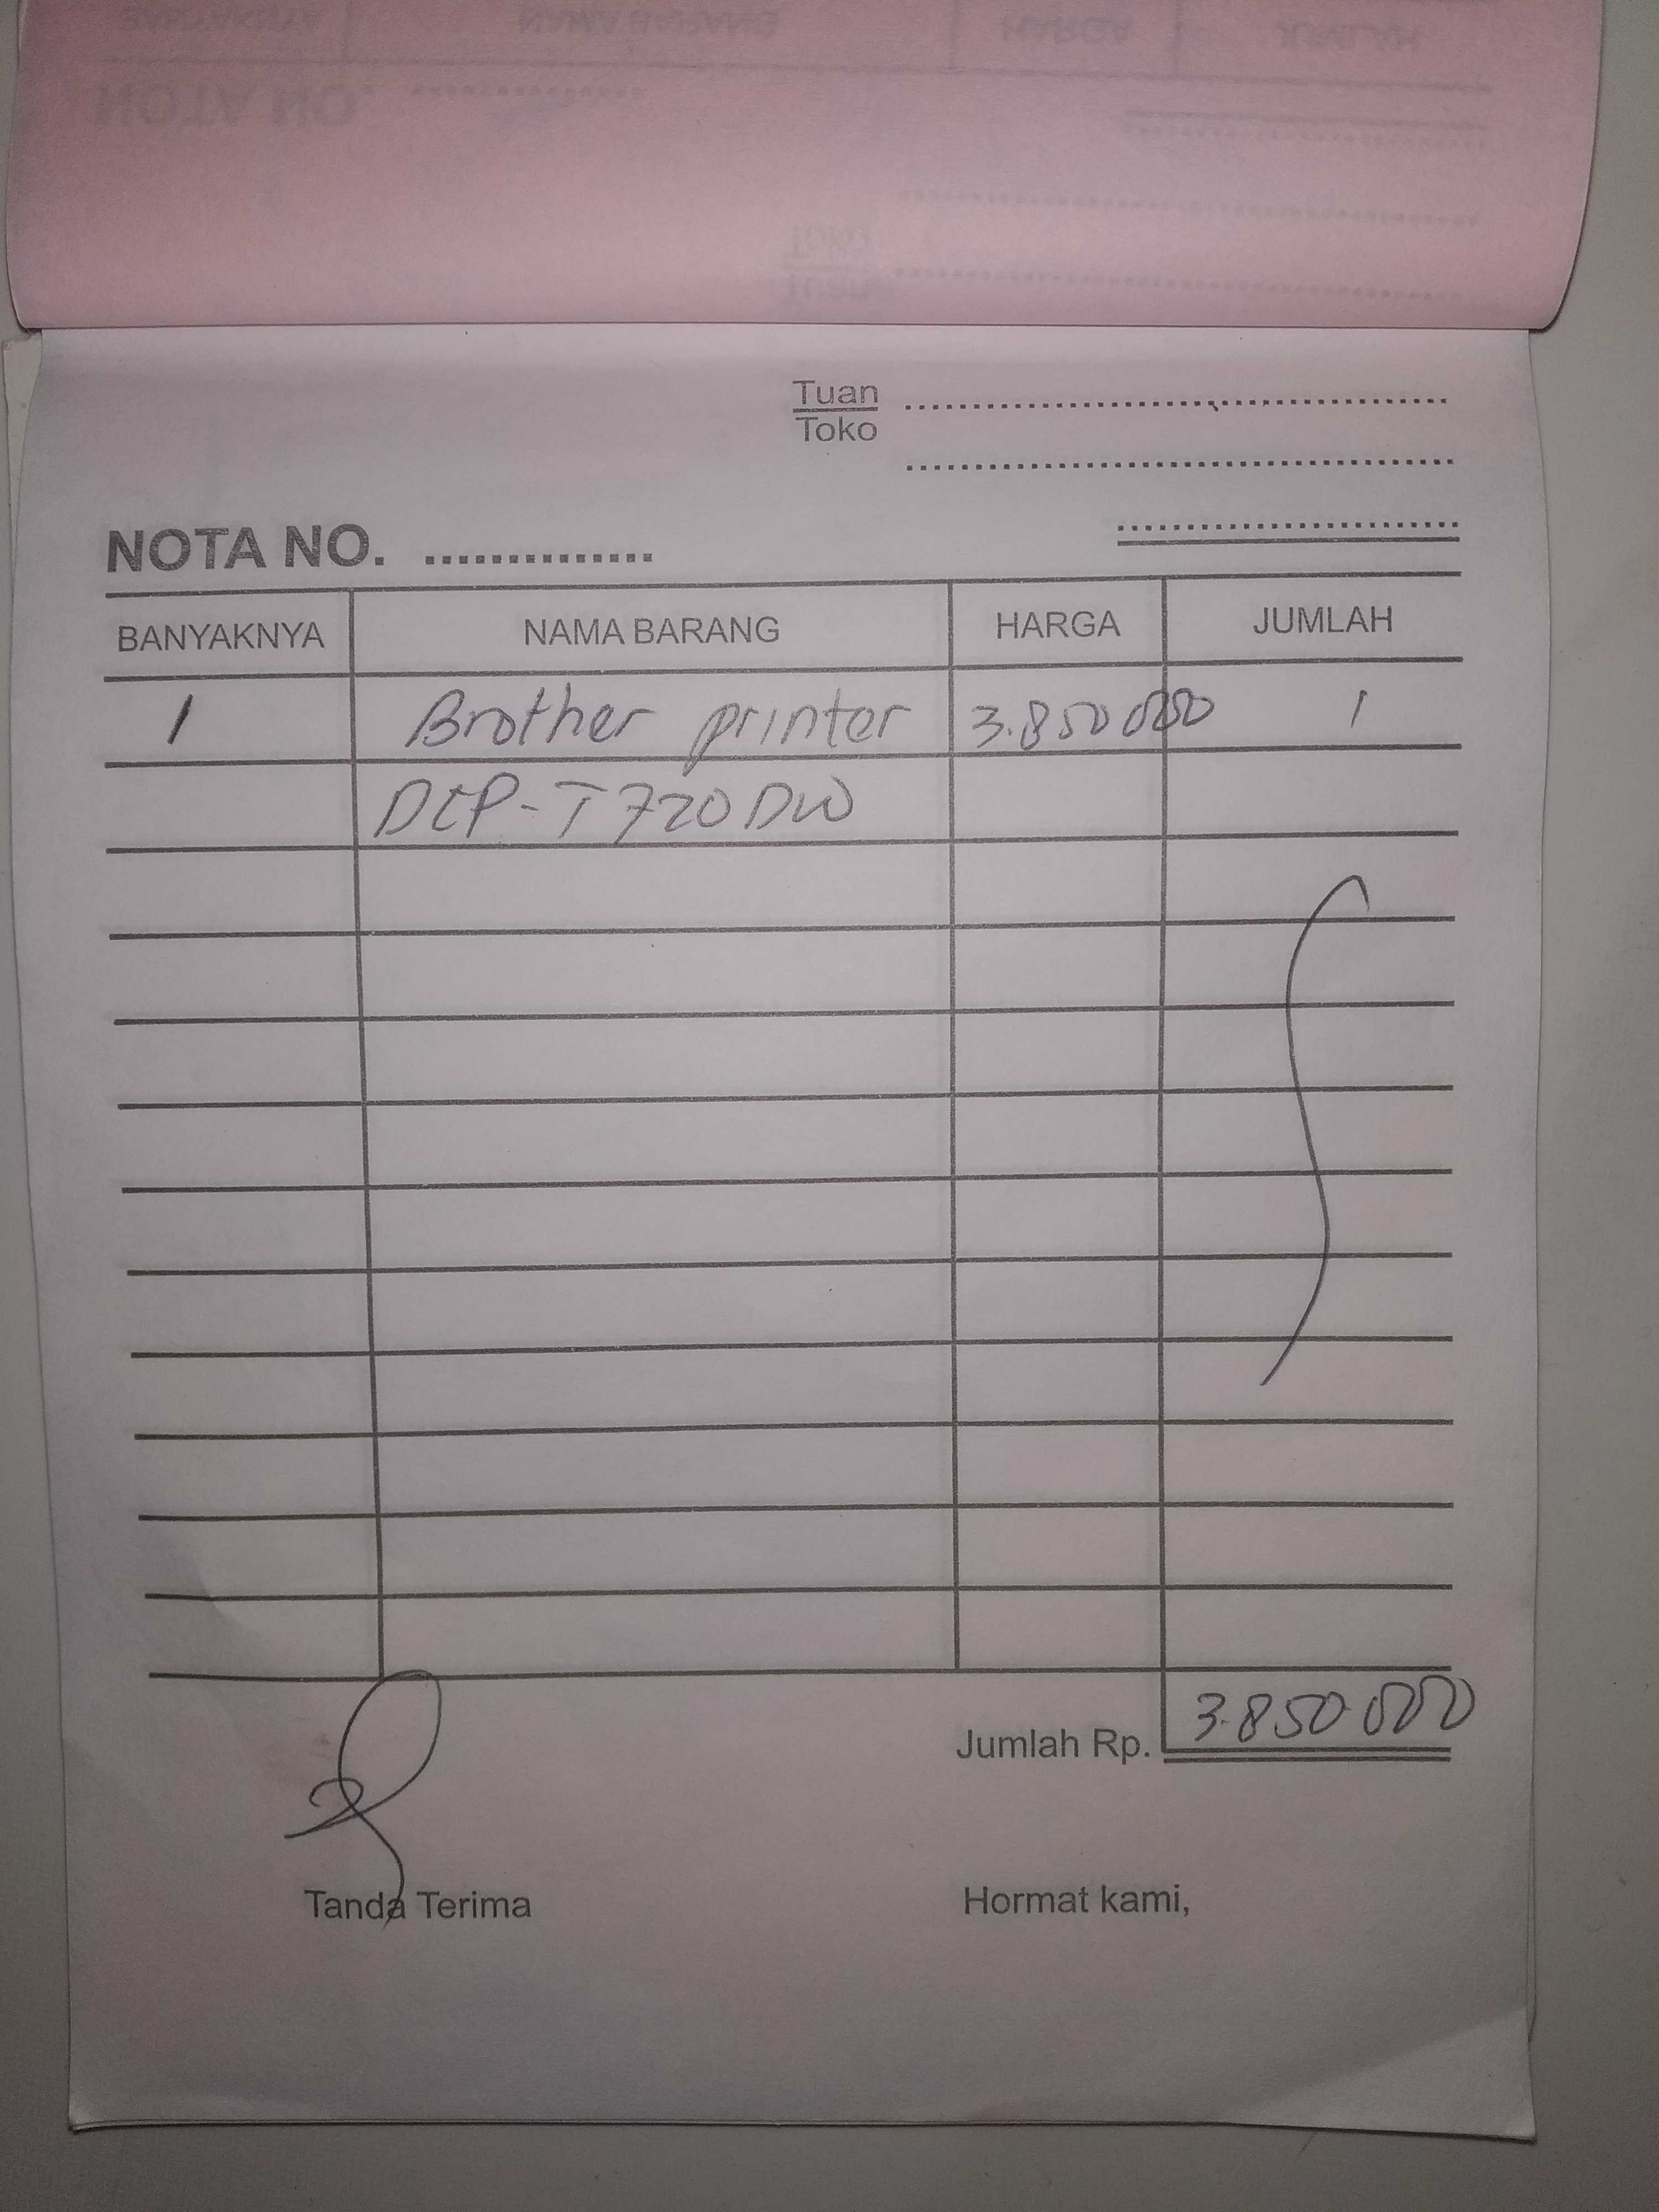 Tuan
Toko
NOTA NO. ..............
BANYAKNYA NAMA BARANG HARGA JUMLAH
1 Brother printer 3.850 000 1
DCP-T720DW
Jumlah Rp. 3.850.000
Tanda Terima Hormat kami,